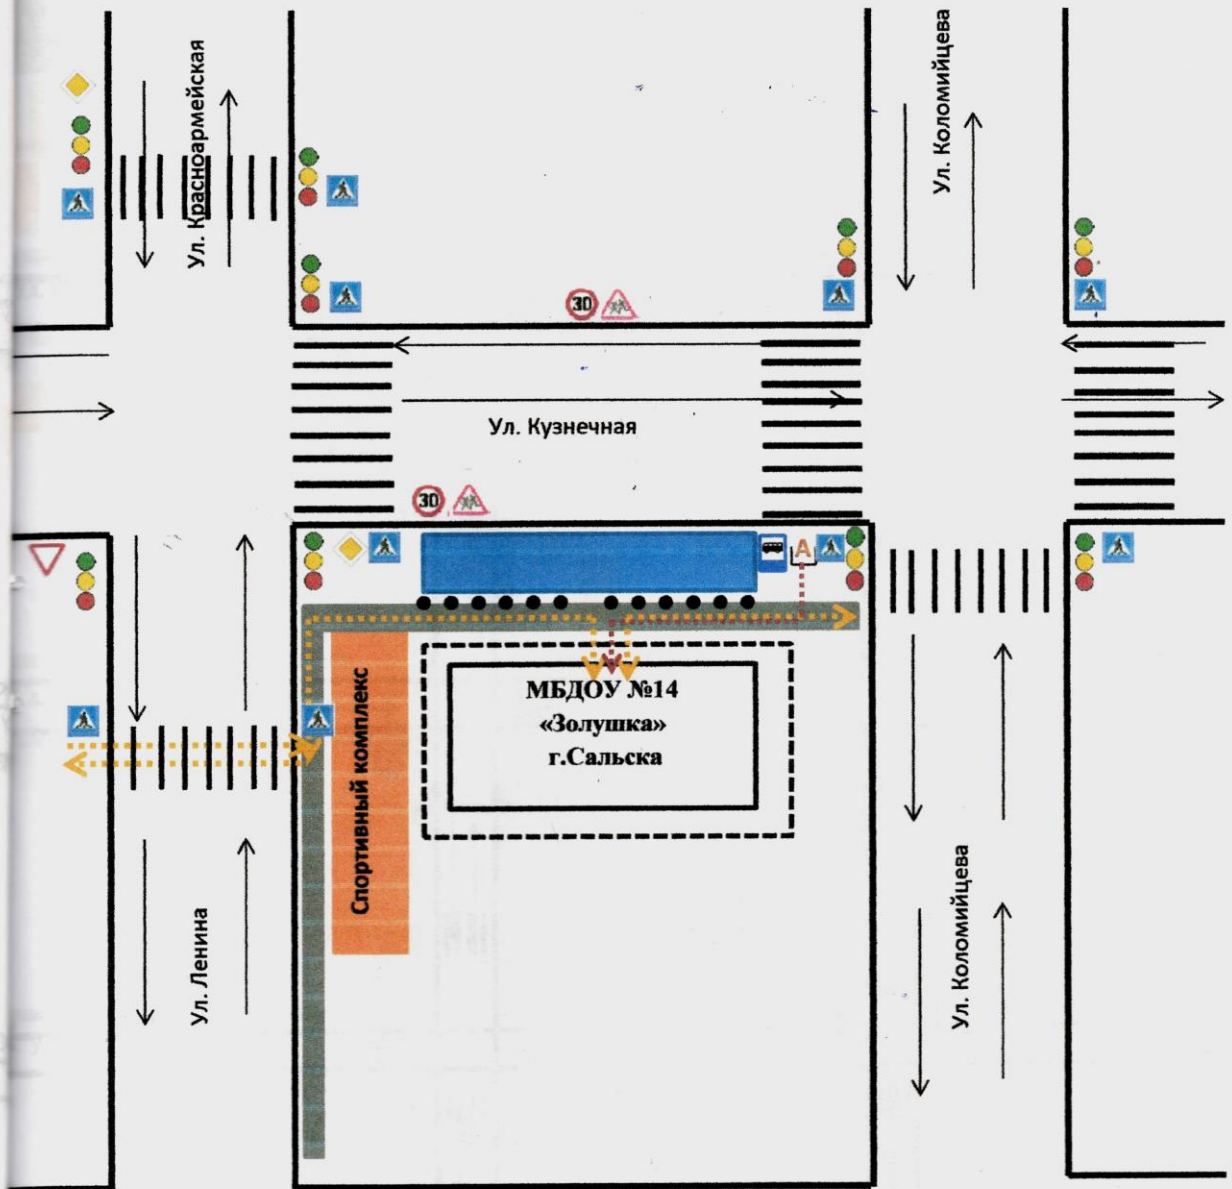 Ул. Красноармейская
Ул. Коломийцева
30
Ул. Кузнечная
30
А
МБДОУ №14
«Золушка»
г.Сальска
Спортивный комплекс
Ул. Ленина
Ул. Коломийцева